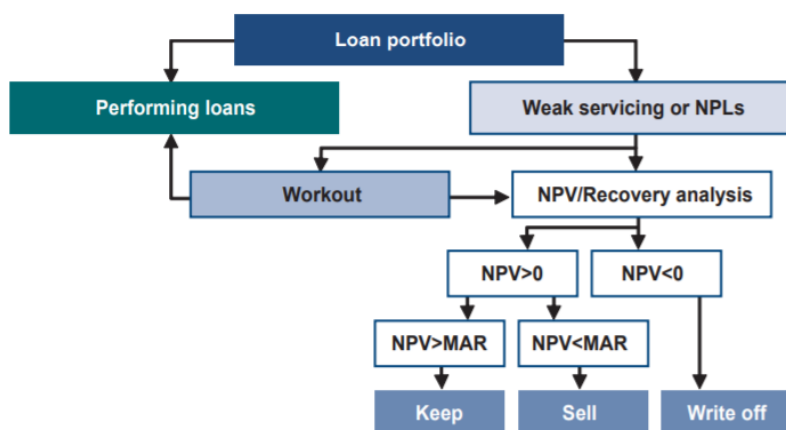 Loan portfolio
Performing loans
Weak servicing or NPLs
Workout
NPV/Recovery analysis
NPV>0
NPV<0
NPV>MAR
NPV<MAR
Keep
Sell
Write off